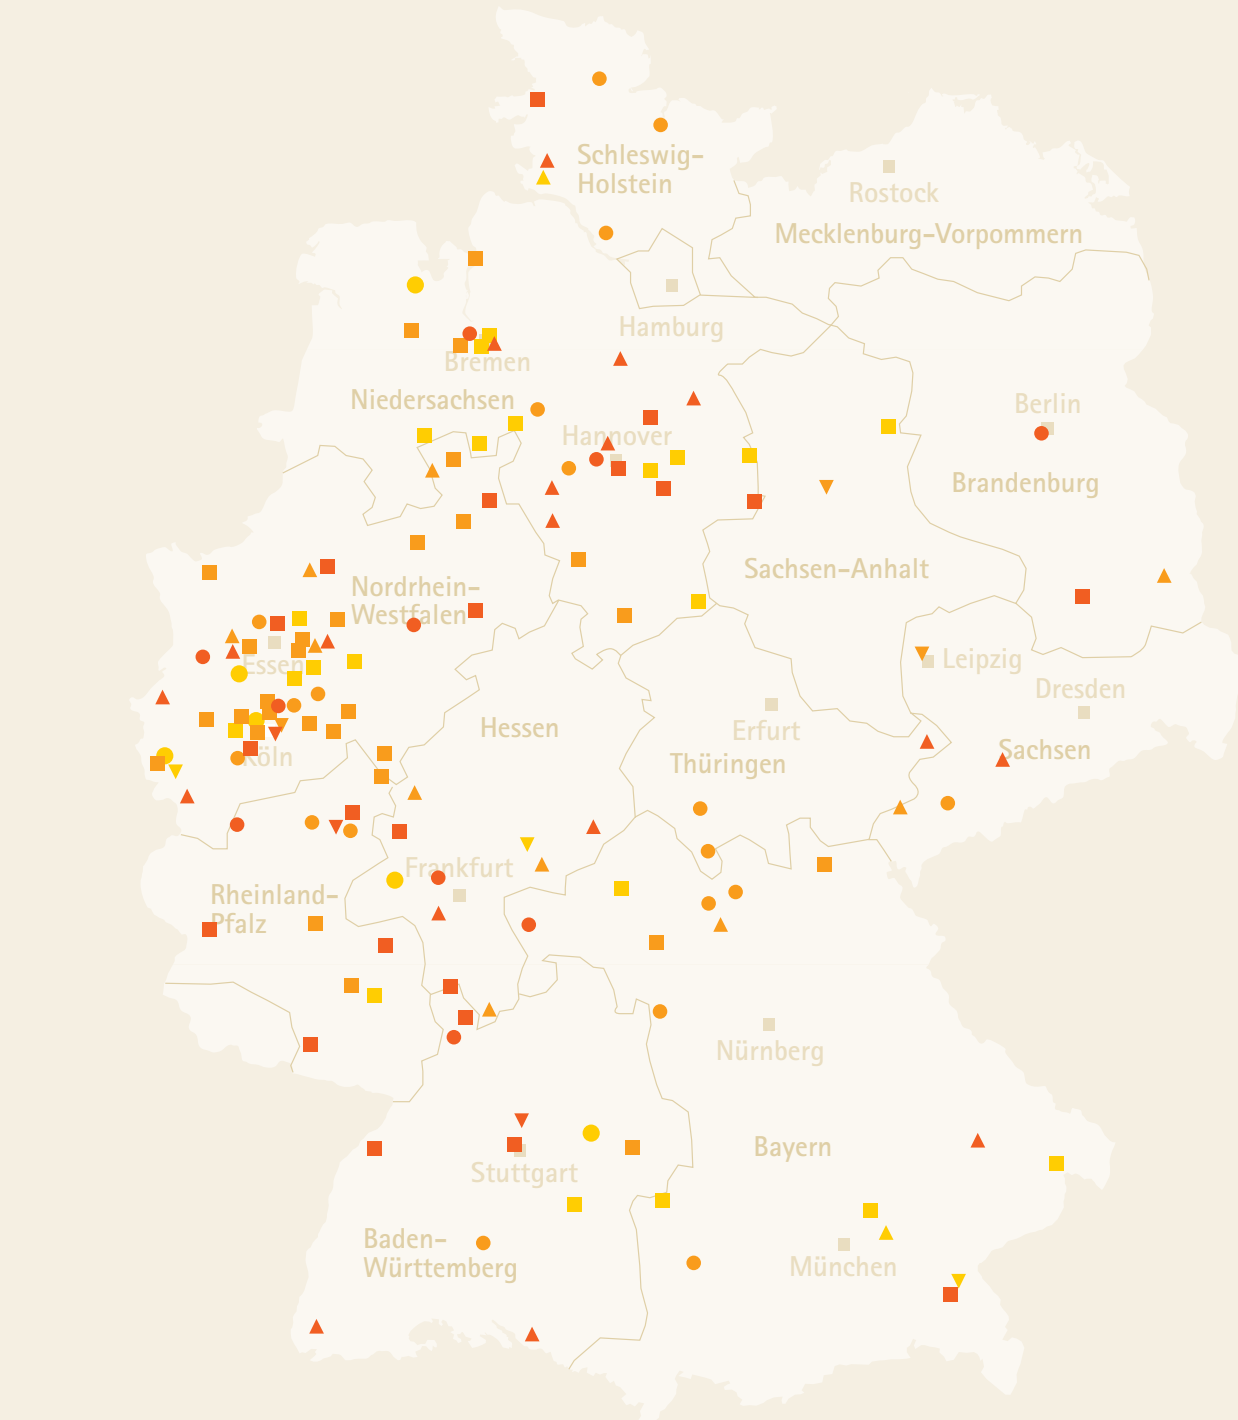 Schleswig-
Holstein
Rostock
Mecklenburg-Vorpommern
Hamburg
Bremen
Niedersachsen
Berlin
Hannover
Brandenburg
Sachsen-Anhalt
Nordrhein-
Westfalen
Essen
Leipzig
Dresden
Hessen
Erfurt
Sachsen
Köln
Thüringen
Frankfurt
Rheinland-
Pfalz
Nürnberg
Bayern
Stuttgart
Baden-
Württemberg
München